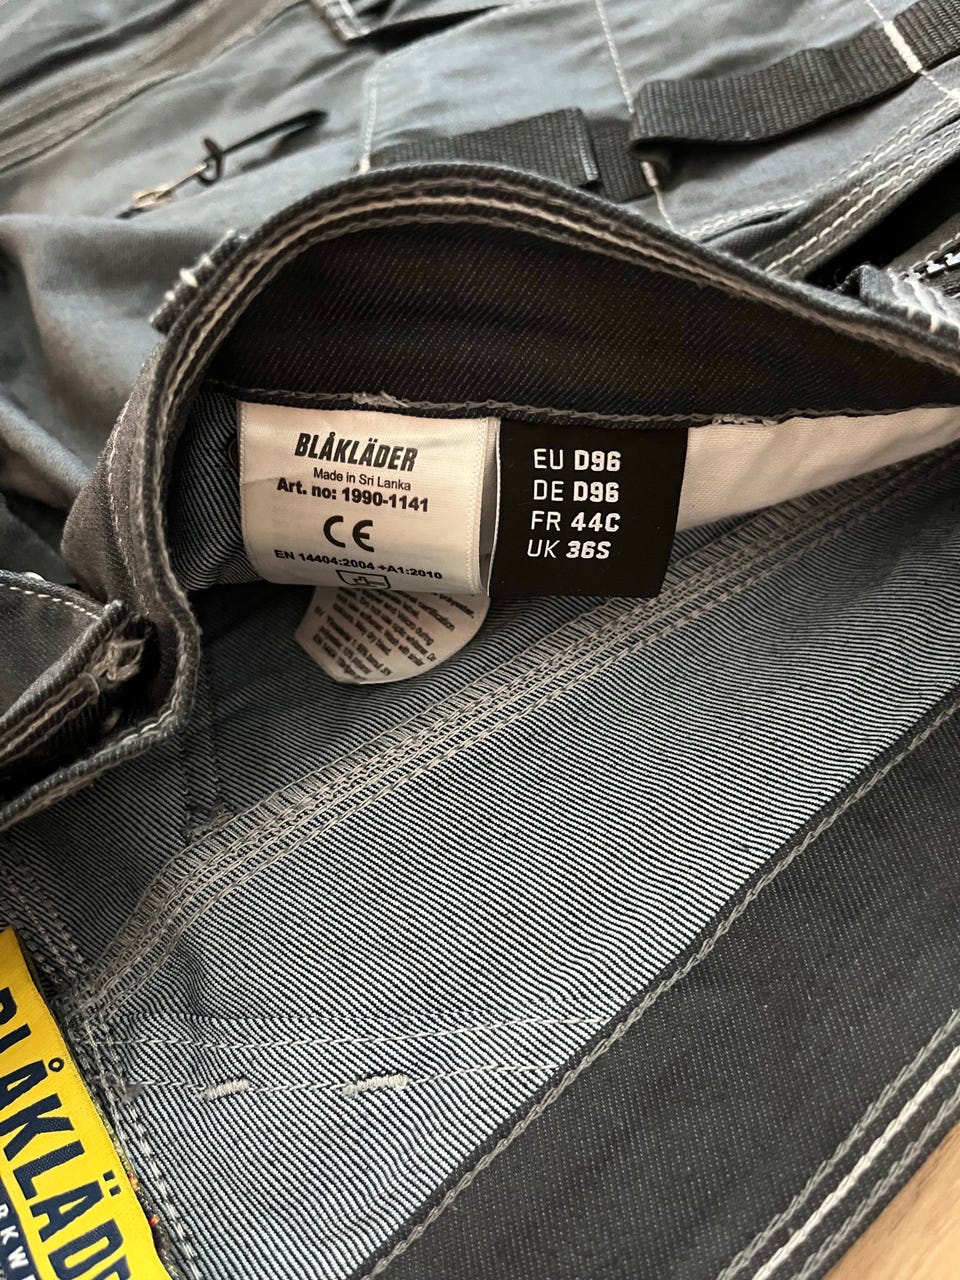 BLÅKLÄDER
Made in Sri Lanka
Art. no: 1990-1141
CE
EN 14404:2004 +A1:2010
EU D96
DE D96
FR 44C
UK 36S
BLÅKLÄDE